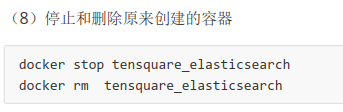 （8）停止和删除原来创建的容器
docker stop tensquare_elasticsearch
docker rm  tensquare_elasticsearch